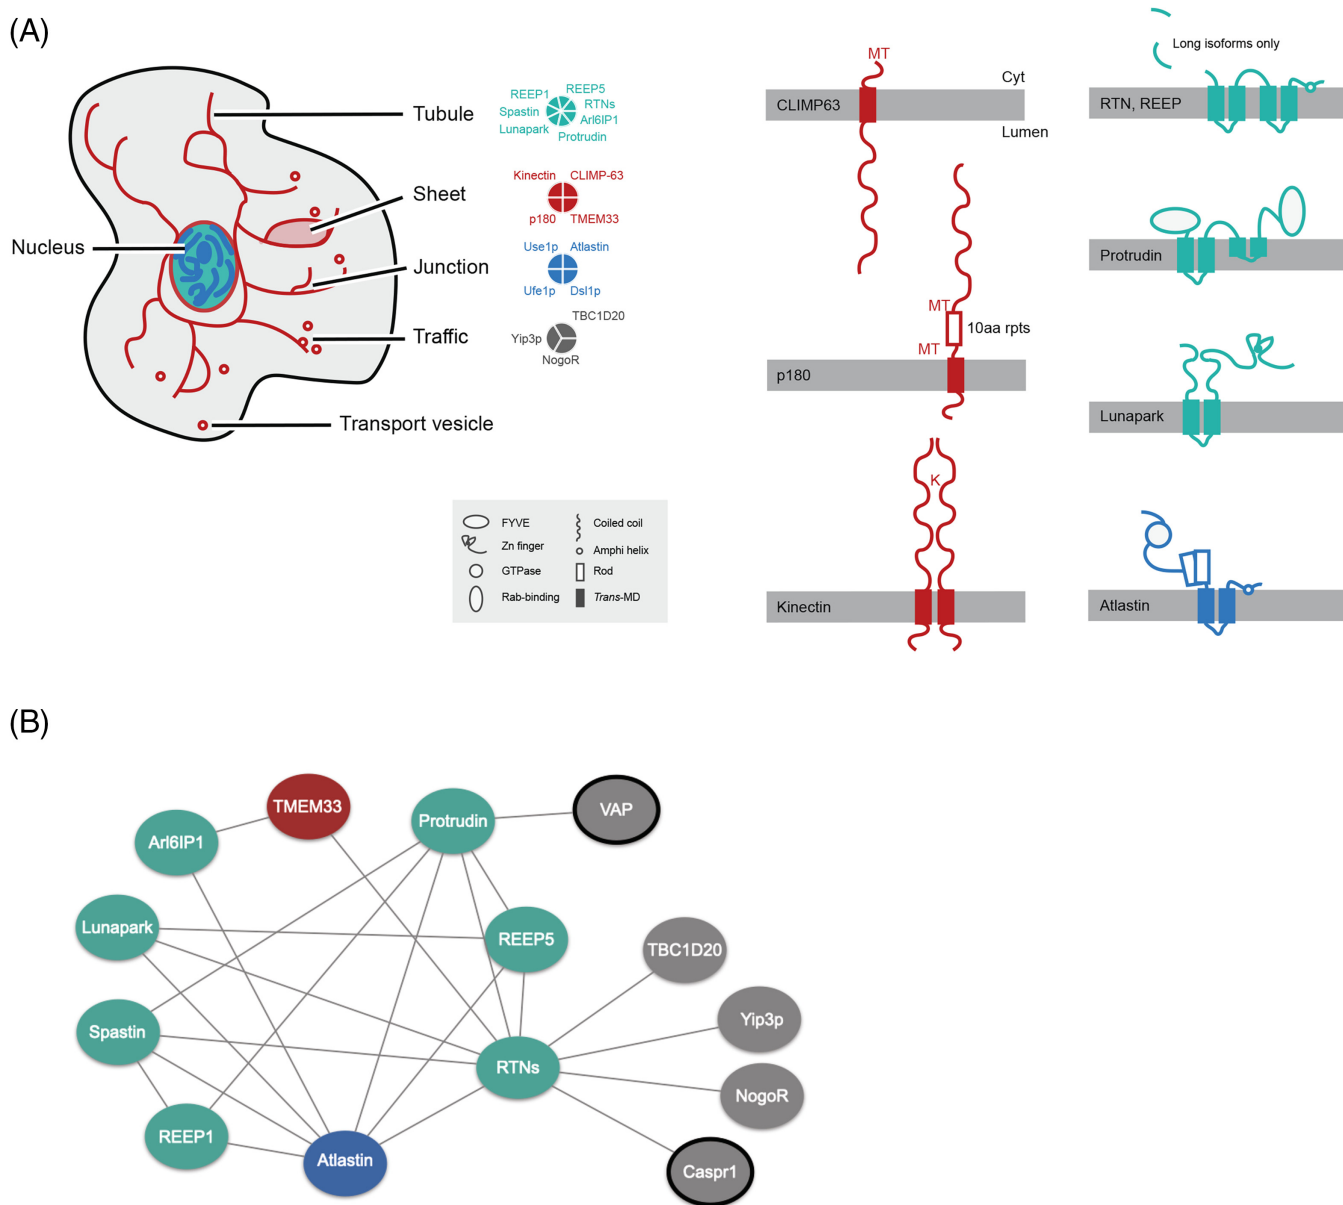 (A)
Tubule
Sheet
Nucleus
Junction
Traffic
Transport vesicle
REEP1
REEP5
Spastin
RTNs
Lunapark
Arl6IP1
Protrudin
Kinectin
CLIMP-63
p180
TMEM33
Use1p
Atlastin
Ufe1p
Dsl1p
TBC1D20
Yip3p
NogoR
FYVE
Coiled coil
Zn finger
Amphi helix
GTPase
Rod
Rab-binding
Trans-MD
MT
Cyt
CLIMP63
Lumen
MT
10aa rpts
MT
p180
K
Kinectin
Long isoforms only
RTN, REEP
Protrudin
Lunapark
Atlastin
(B)
TMEM33
Protrudin
VAP
Arl6IP1
Lunapark
REEP5
TBC1D20
Spastin
Yip3p
RTNs
NogoR
REEP1
Atlastin
Caspr1